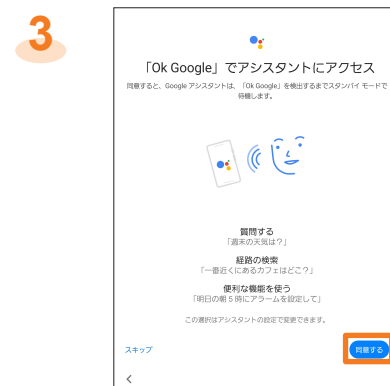 3
「Ok Google」でアシスタントにアクセス
同意すると、Google アシスタントは、「Ok Google」を検出するまでスタンバイ モードで
待機します。
質問する
「週末の天気は？」
経路の検索
「一番近くにあるカフェはどこ？」
便利な機能を使う
「明日の朝 5 時にアラームを設定して」
この選択はアシスタントの設定で変更できます。
スキップ
同意する